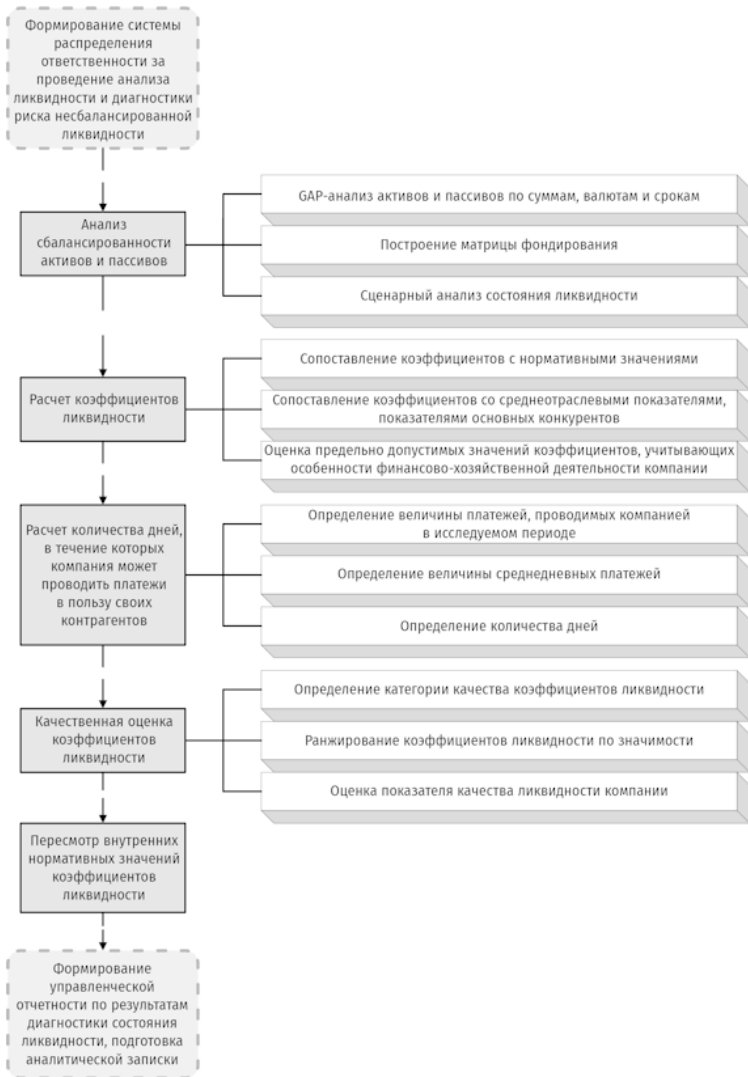 Формирование системы
распределения
ответственности за
проведение анализа
ликвидности и диагностики
риска несбалансированной
ликвидности
Анализ
сбалансированности
активов и пассивов
GAP-анализ активов и пассивов по суммам, валютам и срокам
Построение матрицы фондирования
Сценарный анализ состояния ликвидности
Расчет коэффициентов
ликвидности
Сопоставление коэффициентов с нормативными значениями
Сопоставление коэффициентов со среднеотраслевыми показателями,
показателями основных конкурентов
Оценка предельно допустимых значений коэффициентов, учитывающих
особенности финансово-хозяйственной деятельности компании
Расчет количества дней,
в течение которых
компания может
проводить платежи
в пользу своих
контрагентов
Определение величины платежей, проводимых компанией
в исследуемом периоде
Определение величины среднедневных платежей
Определение количества дней
Качественная оценка
коэффициентов
ликвидности
Определение категории качества коэффициентов ликвидности
Ранжирование коэффициентов ликвидности по значимости
Оценка показателя качества ликвидности компании
Пересмотр внутренних
нормативных значений
коэффициентов
ликвидности
Формирование
управленческой
отчетности по результатам
диагностики состояния
ликвидности, подготовка
аналитической записки